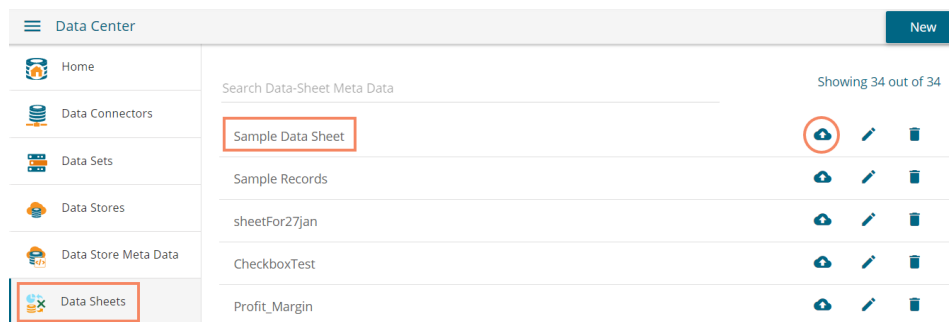 Data Center
New
Home
Data Connectors
Data Sets
Data Stores
Data Store Meta Data
Data Sheets
Search Data-Sheet Meta Data
Showing 34 out of 34
Sample Data Sheet
Sample Records
sheetFor27jan
CheckboxTest
Profit_Margin